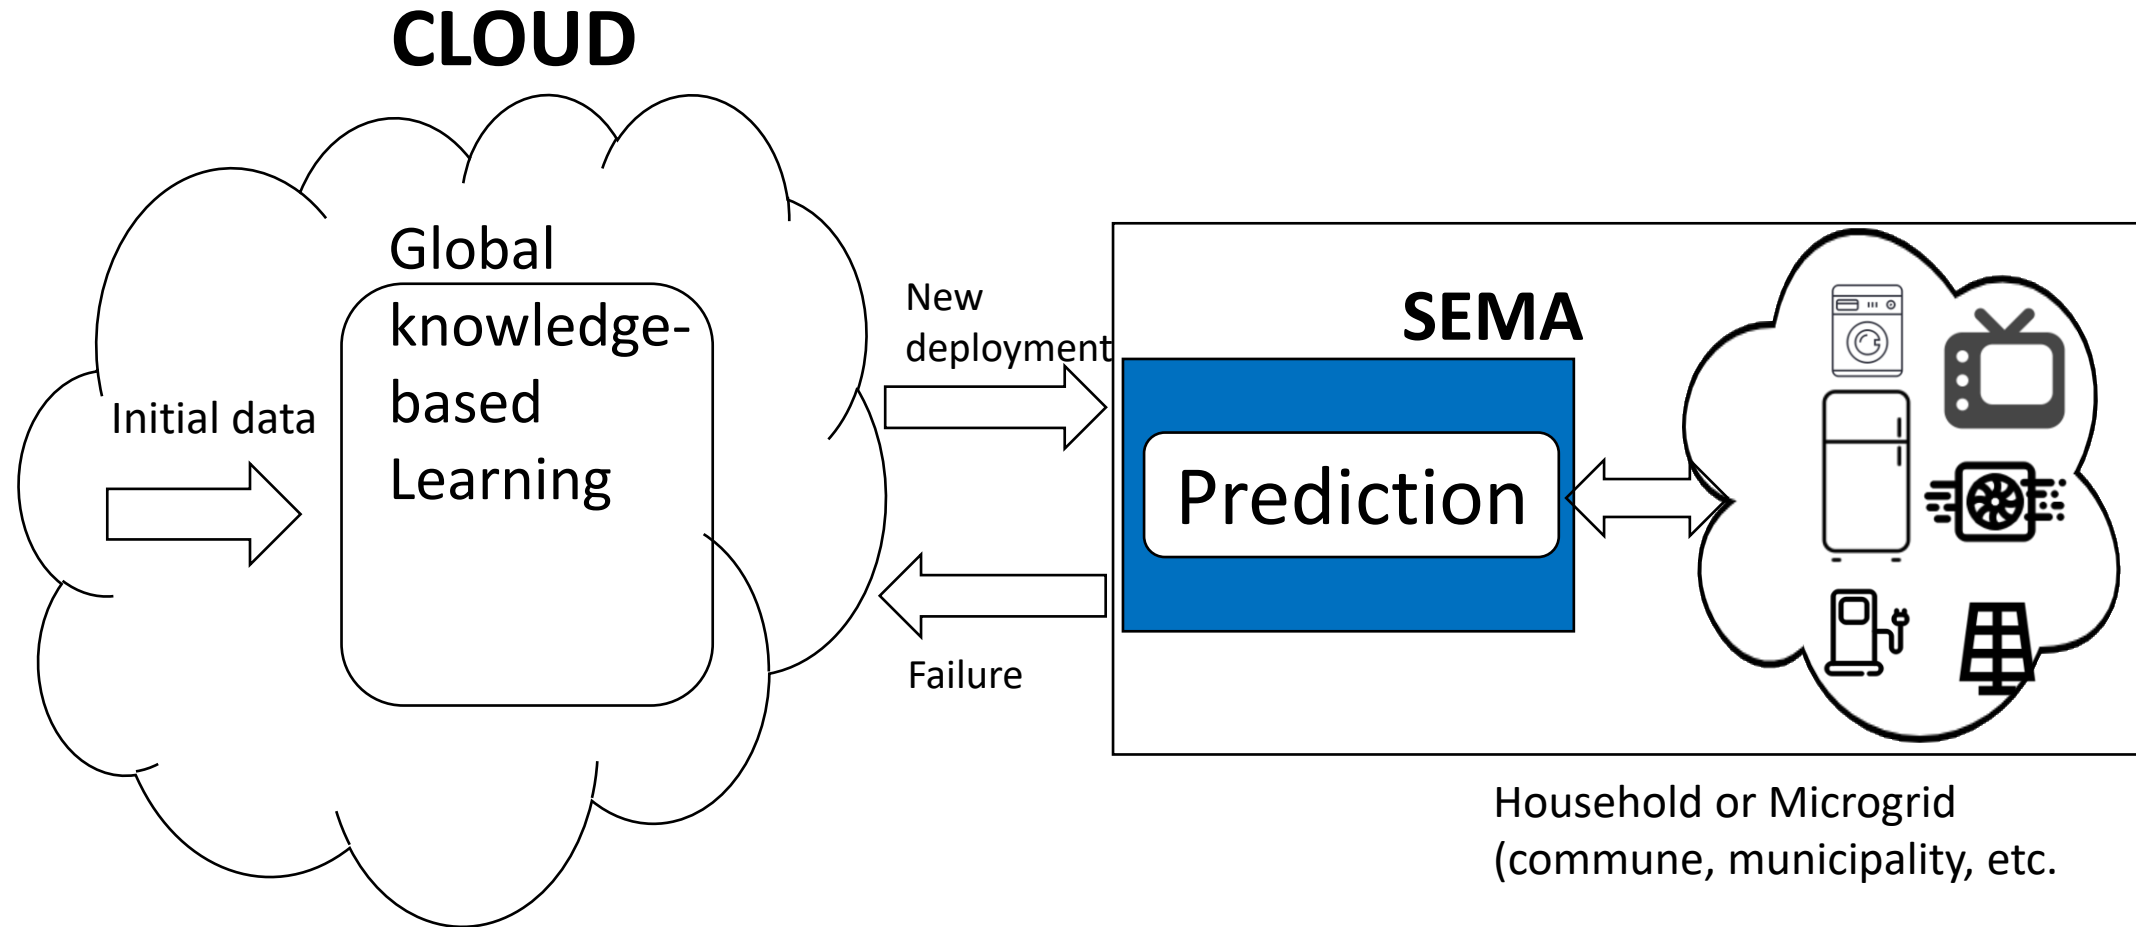 CLOUD
Global
knowledge-
based
Learning
Initial data
New
deployment
Failure
SEMA
Prediction
Household or Microgrid
(commune, municipality, etc.